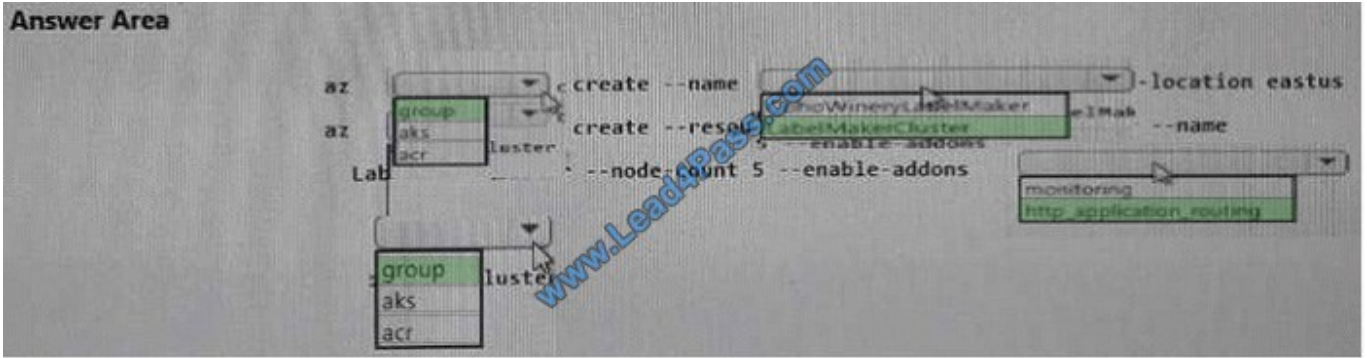 Answer Area
az create --name -location eastus
group
aks
acr
LabelMaker
LabelMakerCluster
az create --resou --name
luster
5 --enable-addons
Lab --node-count 5 --enable-addons
monitoring
http_application_routing
group
aks
acr
luster
www.Lead4Pass.com